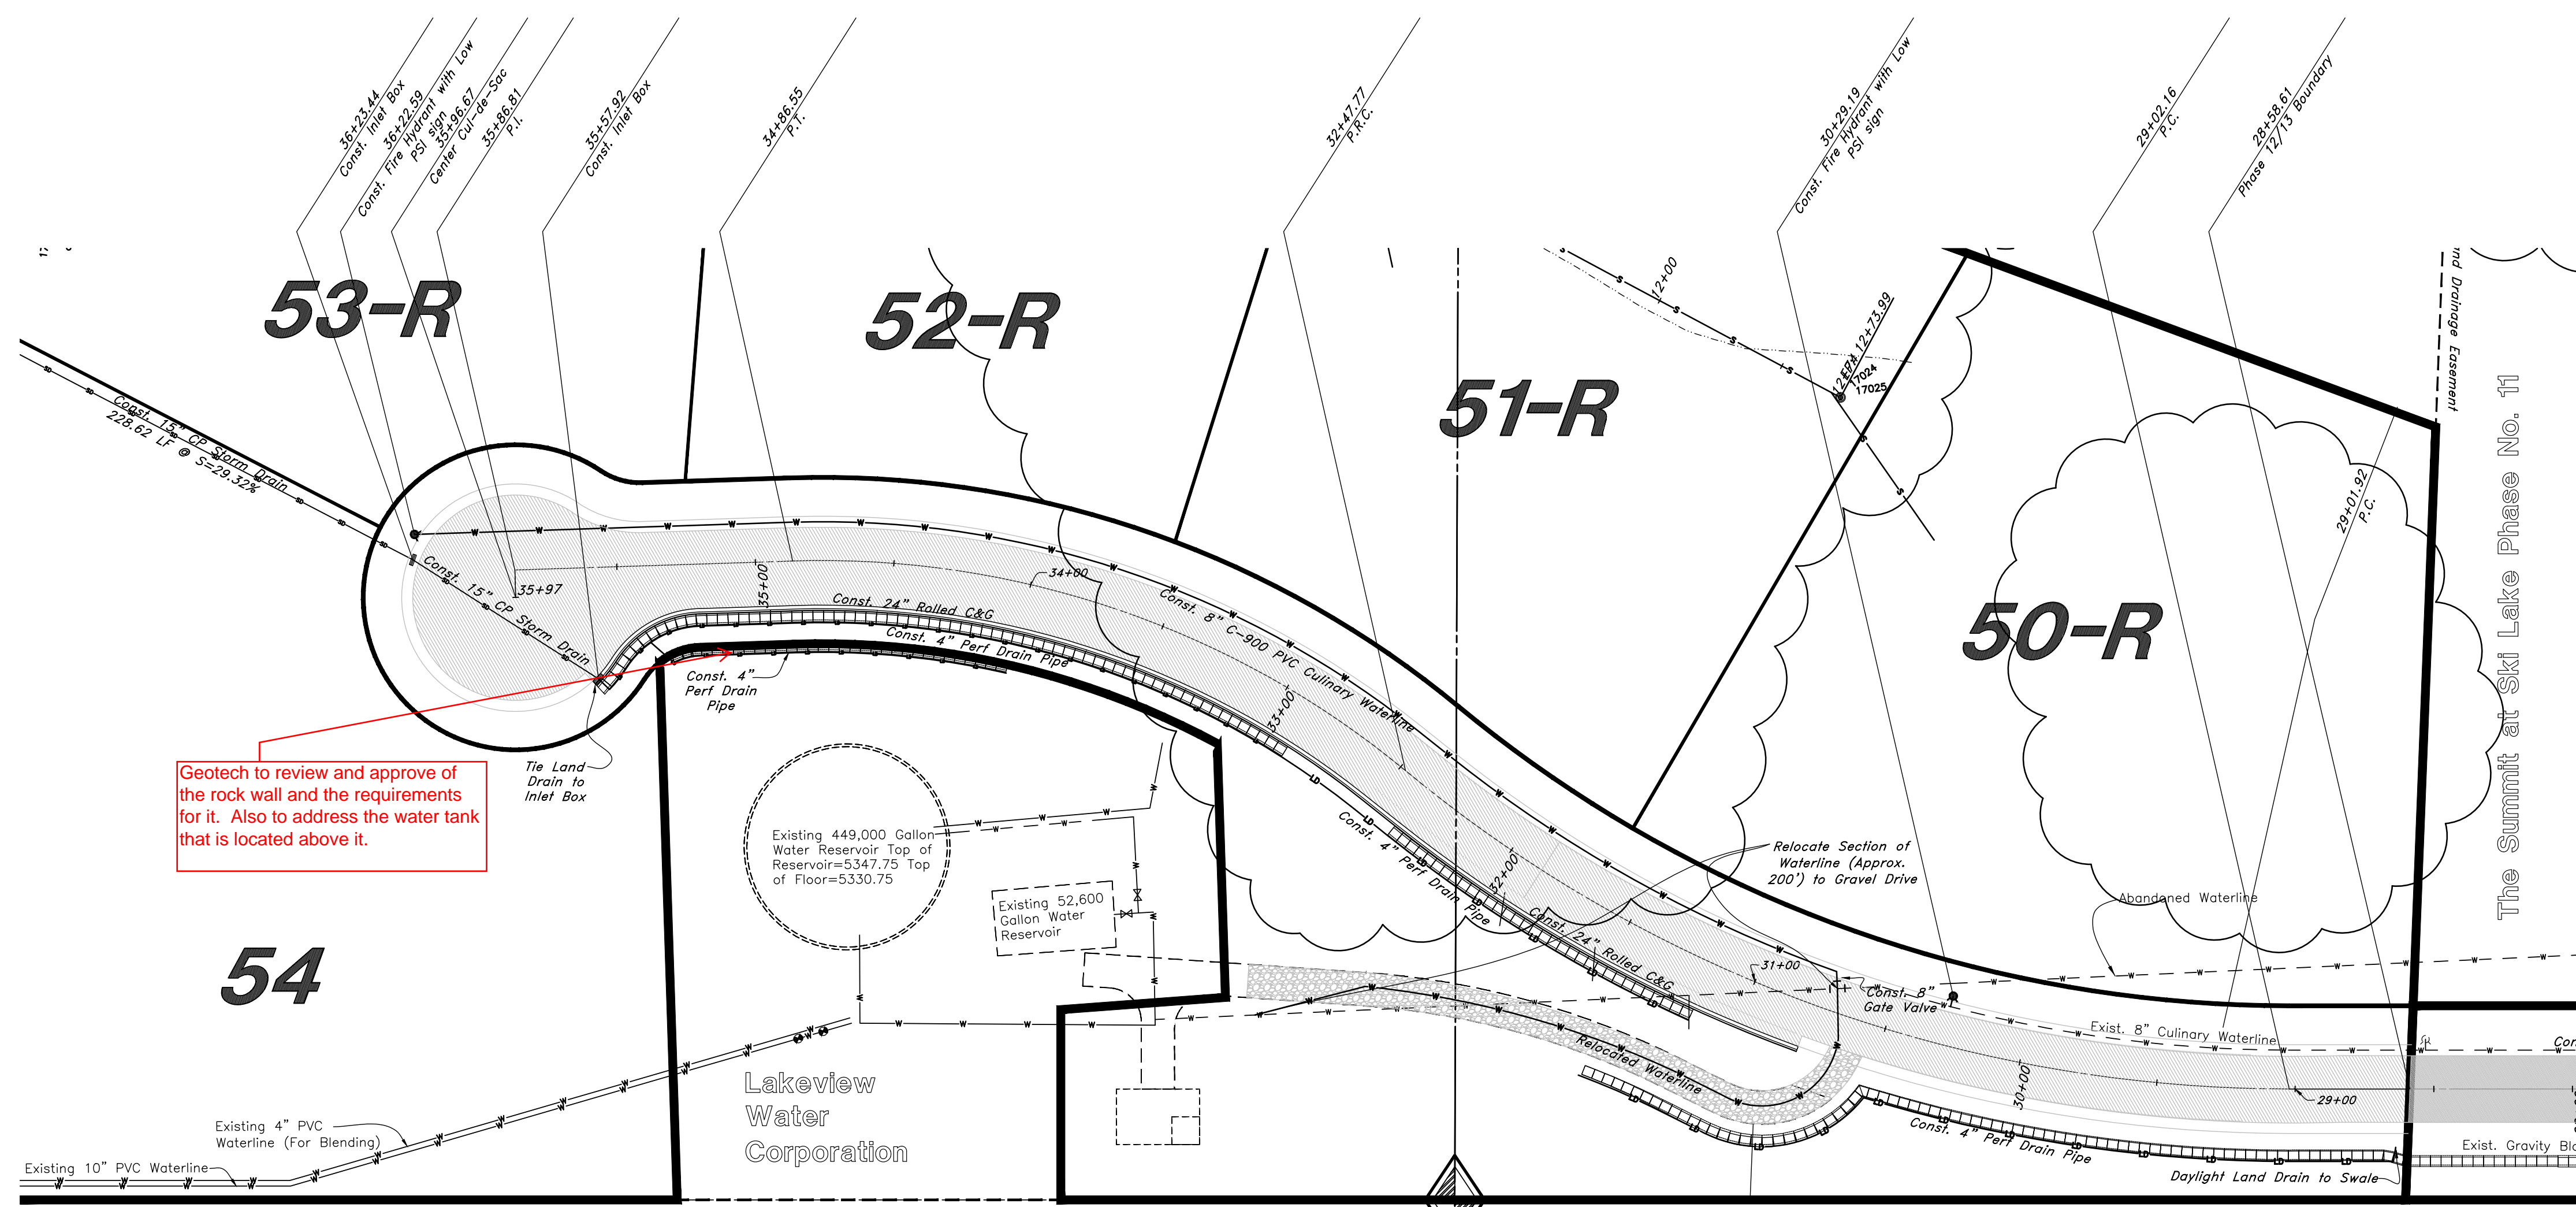 36+23.44
Const. Inlet Box
36+22.59
Const. Fire Hydrant with Low
PSI sign
35+96.67
Center Cul-de-Sac
35+86.81
P.I.
35+57.92
Const. Inlet Box
34+86.55
P.T.
32+47.77
P.R.C.
30+29.19
Const. Fire Hydrant with Low
PSI sign
29+02.16
P.C.
28+58.61
Phase 12/13 Boundary
53-R
52-R
51-R
50-R
54
12+00
12+73.99
17024
17025
nd Drainage Easement
The Summit at Ski Lake Phase No. 11
29+01.92
P.C.
Const. 15" CP Storm Drain
228.62 LF @ S=29.32%
Const. 15" CP Storm Drain
35+97
35+00
34+00
33+00
32+00
31+00
30+00
29+00
Const. 24" Rolled C&G
Const. 4" Perf Drain Pipe
Const. 8" C-900 PVC Culinary Waterline
Const. 4"
Perf Drain
Pipe
Tie Land
Drain to
Inlet Box
Geotech to review and approve of
the rock wall and the requirements
for it. Also to address the water tank
that is located above it.
Existing 449,000 Gallon
Water Reservoir Top of
Reservoir=5347.75 Top
of Floor=5330.75
Existing 52,600
Gallon Water
Reservoir
Const. 4" Perf Drain Pipe
Const. 24" Rolled C&G
Relocate Section of
Waterline (Approx.
200') to Gravel Drive
Abandoned Waterline
Const. 8"
Gate Valve
Exist. 8" Culinary Waterline
Con
Relocated Waterline
Const. 4" Perf Drain Pipe
Exist. Gravity Blo
Daylight Land Drain to Swale
Lakeview
Water
Corporation
Existing 4" PVC
Waterline (For Blending)
Existing 10" PVC Waterline